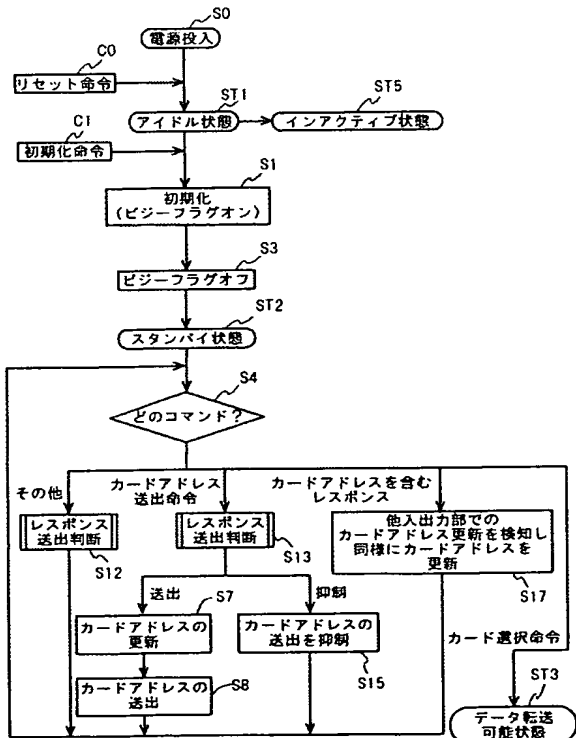 S0
電源投入
C0
リセット命令
ST1
ST5
アイドル状態
インアクティブ状態
C1
初期化命令
S1
初期化
(ビジーフラグオン)
S3
ビジーフラグオフ
ST2
スタンバイ状態
S4
どのコマンド?
その他
カードアドレス
送出命令
カードアドレスを含む
レスポンス
レスポンス
送出判断
S12
レスポンス
送出判断
S13
他入出力部での
カードアドレス更新を検知し
同様にカードアドレスを
更新
S17
送出
抑制
S7
カードアドレスの
更新
カードアドレスの
送出を抑制
S15
カード選択命令
S8
カードアドレスの
送出
ST3
データ転送
可能状態